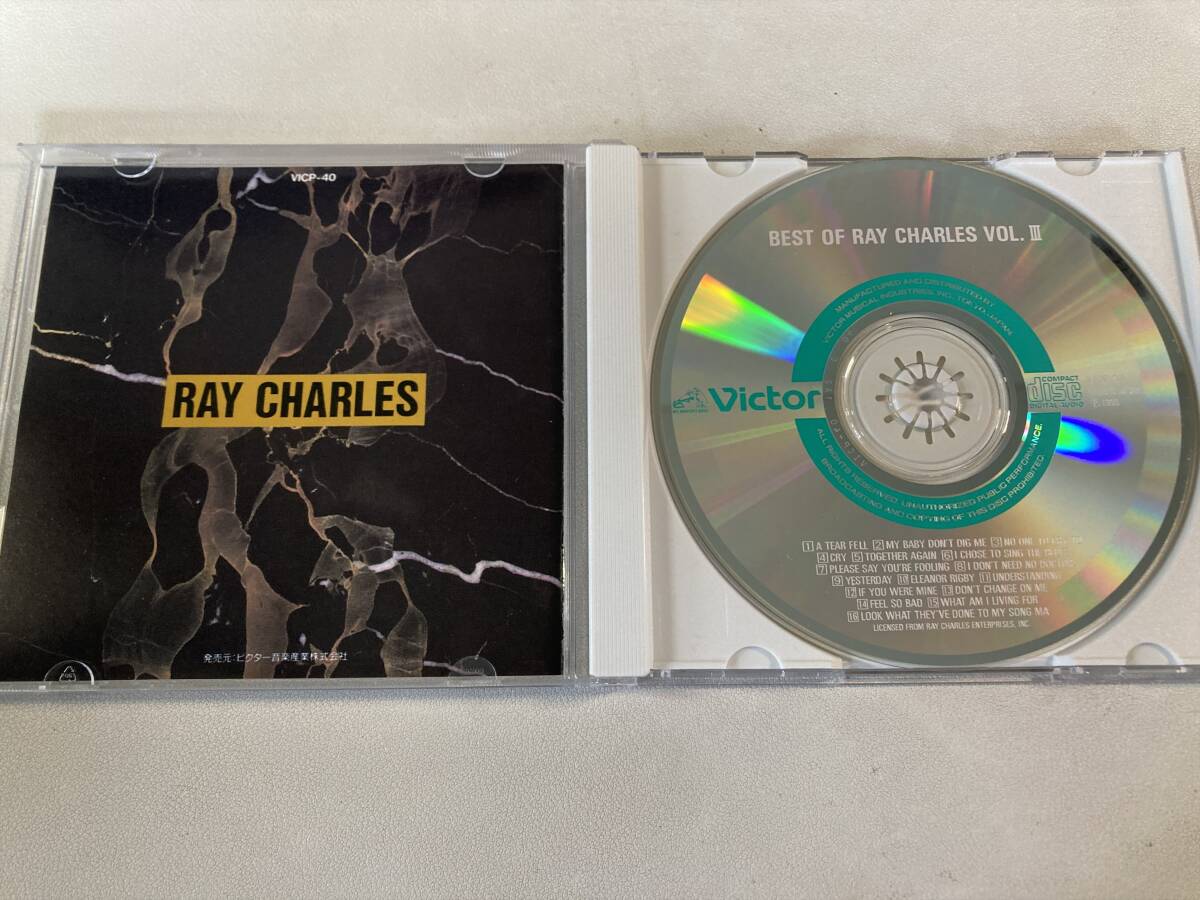 VICP-40
RAY CHARLES
発売元:ビクター音楽産業株式会社
BEST OF RAY CHARLES VOL. Ⅲ
MANUFACTURED AND DISTRIBUTED BY
VICTOR MUSICAL INDUSTRIES, INC. TOKYO, JAPAN
Victor
COMPACT
disc
DIGITAL AUDIO
ALL RIGHTS RESERVED. UNAUTHORIZED PUBLIC PERFORMANCE.
BROADCASTING AND COPYING OF THIS DISC PROHIBITED.
1 A TEAR FELL 2 MY BABY DON'T DIG ME 3 NO ONE TO
4 CRY 5 TOGETHER AGAIN 6 I CHOSE TO SING THE
7 PLEASE SAY YOU'RE FOOLING 8 I DON'T NEED NO DOCTOR
9 YESTERDAY 10 ELEANOR RIGBY 11 UNDERSTANDING
12 IF YOU WERE MINE 13 DON'T CHANGE ON ME
14 FEEL SO BAD 15 WHAT AM I LIVING FOR
16 LOOK WHAT THEY'VE DONE TO MY SONG MA
LICENSED FROM RAY CHARLES ENTERPRISES, INC.